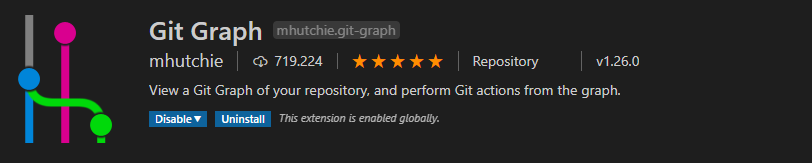 Git Graph mhutchie.git-graph
mhutchie 719.224 Repository v1.26.0
View a Git Graph of your repository, and perform Git actions from the graph.
Disable Uninstall This extension is enabled globally.